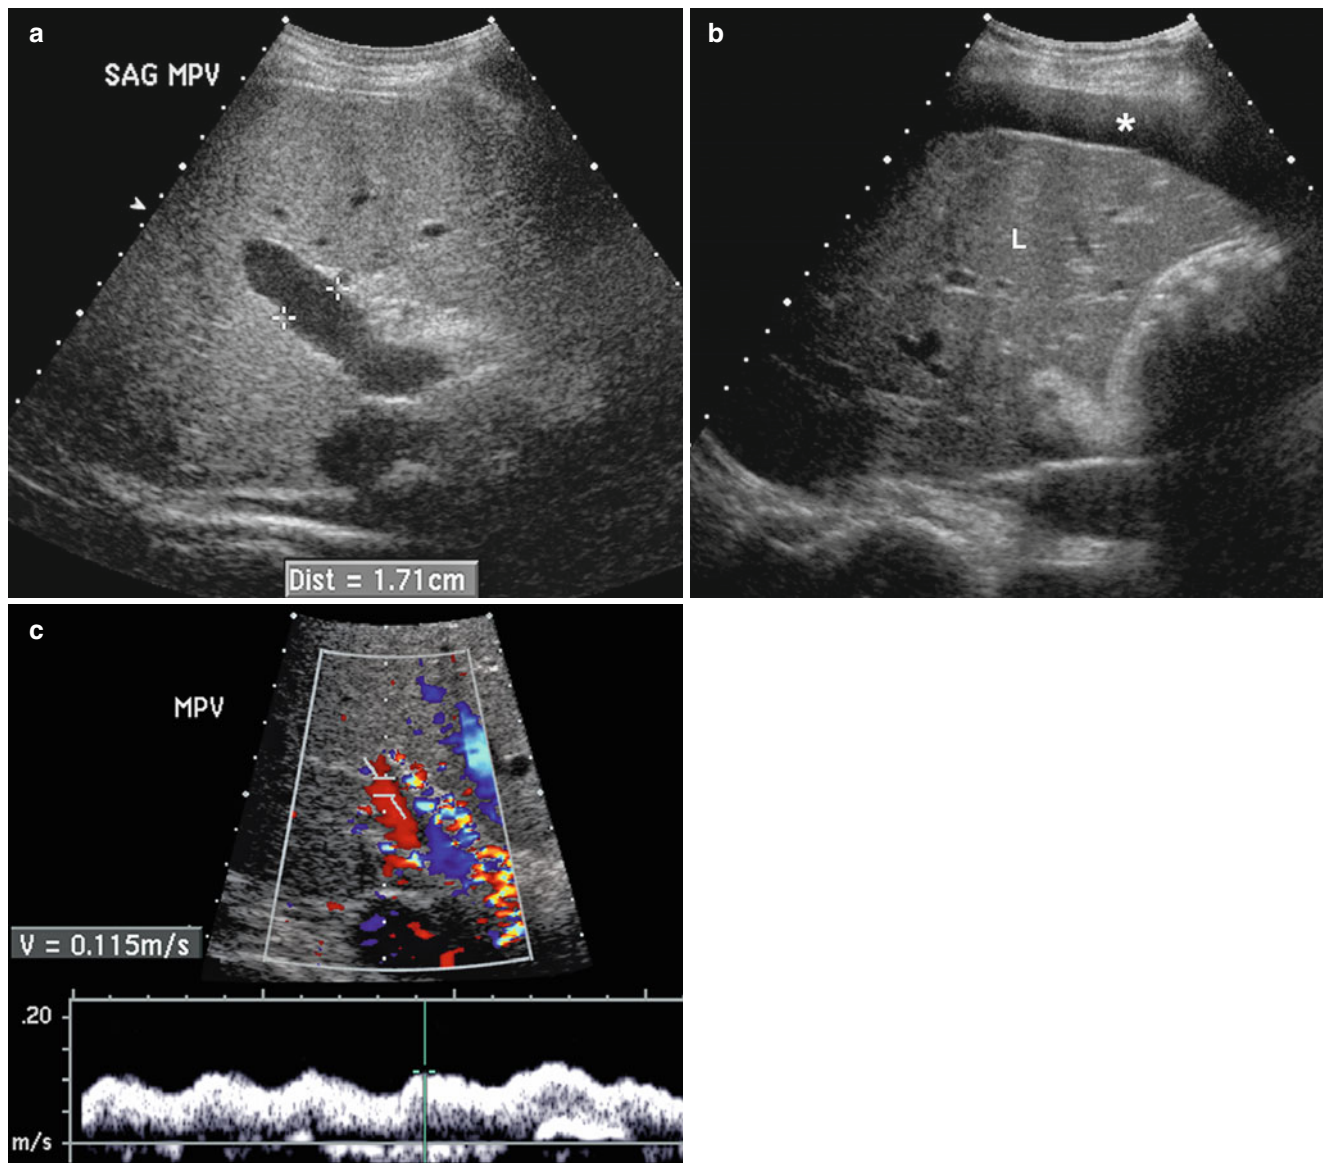 a
SAG MPV
Dist = 1.71cm
b
*
L
c
MPV
V = 0.115m/s
.20
m/s